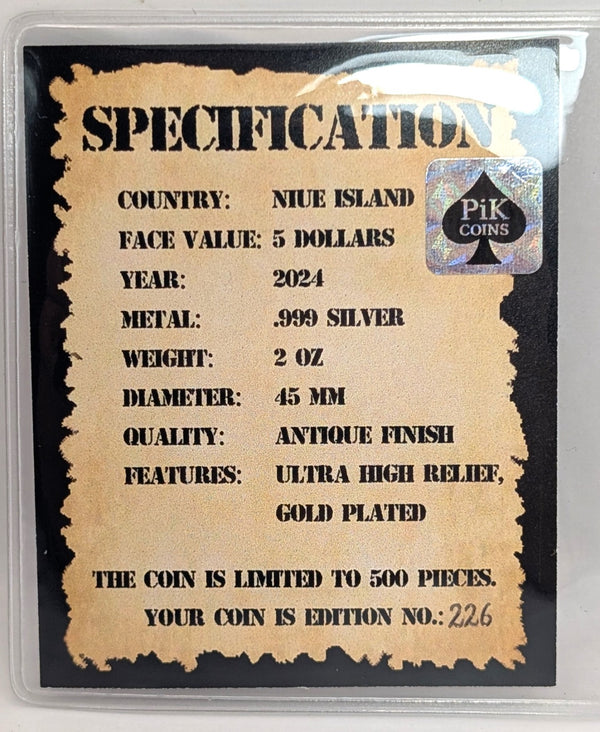 SPECIFICATION
COUNTRY: NIUE ISLAND
FACE VALUE: 5 DOLLARS
YEAR: 2024
METAL: .999 SILVER
WEIGHT: 2 OZ
DIAMETER: 45 MM
QUALITY: ANTIQUE FINISH
FEATURES: ULTRA HIGH RELIEF,
GOLD PLATED
THE COIN IS LIMITED TO 500 PIECES.
YOUR COIN IS EDITION NO.: 226
PiK
COINS